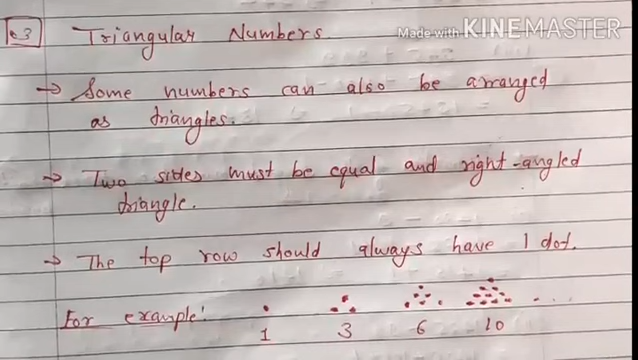 Made with KINEMASTER
3 Triangular Numbers
→ Some numbers can also be arranged
as triangles.
→ Two sides must be equal and right-angled
triangle.
→ The top row should always have 1 dot.
For example:
1 3 6 10 ....